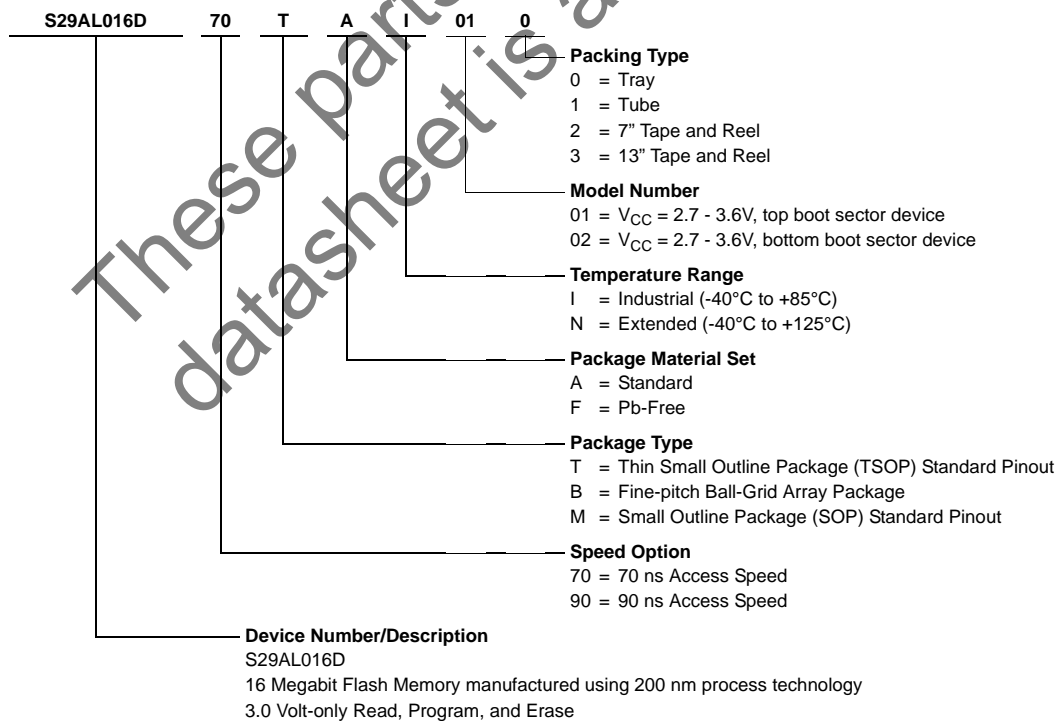 S29AL016D 70 T A I 01 0
Packing Type
0 = Tray
1 = Tube
2 = 7” Tape and Reel
3 = 13” Tape and Reel
Model Number
01 = VCC = 2.7 - 3.6V, top boot sector device
02 = VCC = 2.7 - 3.6V, bottom boot sector device
Temperature Range
I = Industrial (-40°C to +85°C)
N = Extended (-40°C to +125°C)
Package Material Set
A = Standard
F = Pb-Free
Package Type
T = Thin Small Outline Package (TSOP) Standard Pinout
B = Fine-pitch Ball-Grid Array Package
M = Small Outline Package (SOP) Standard Pinout
Speed Option
70 = 70 ns Access Speed
90 = 90 ns Access Speed
Device Number/Description
S29AL016D
16 Megabit Flash Memory manufactured using 200 nm process technology
3.0 Volt-only Read, Program, and Erase
These parts
datasheet is